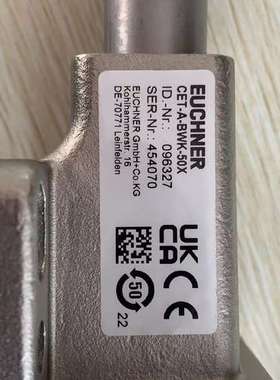 EUCHNER
CET-A-BWK-50X
ID.-Nr.: 096327
SER-Nr.: 454070
EUCHNER GmbH+Co.KG
Kohlhammerstr. 16
DE-70771 Leinfelden
UK
CA
CE
50
22